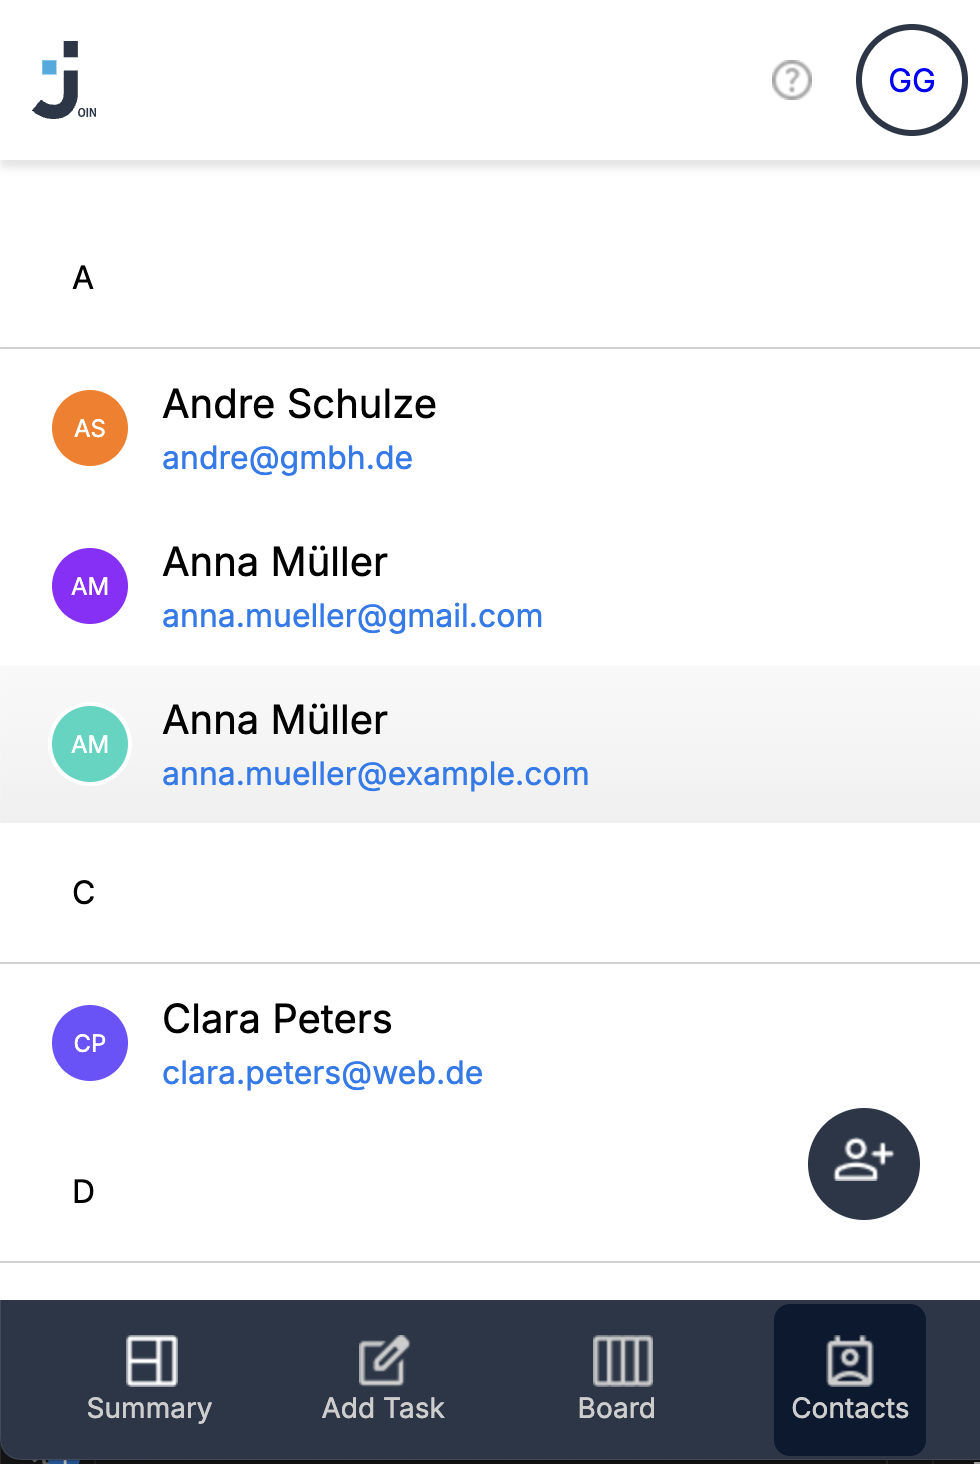 JOIN
?
GG
A
AS
Andre Schulze
andre@gmbh.de
AM
Anna Müller
anna.mueller@gmail.com
AM
Anna Müller
anna.mueller@example.com
C
CP
Clara Peters
clara.peters@web.de
D
Summary
Add Task
Board
Contacts